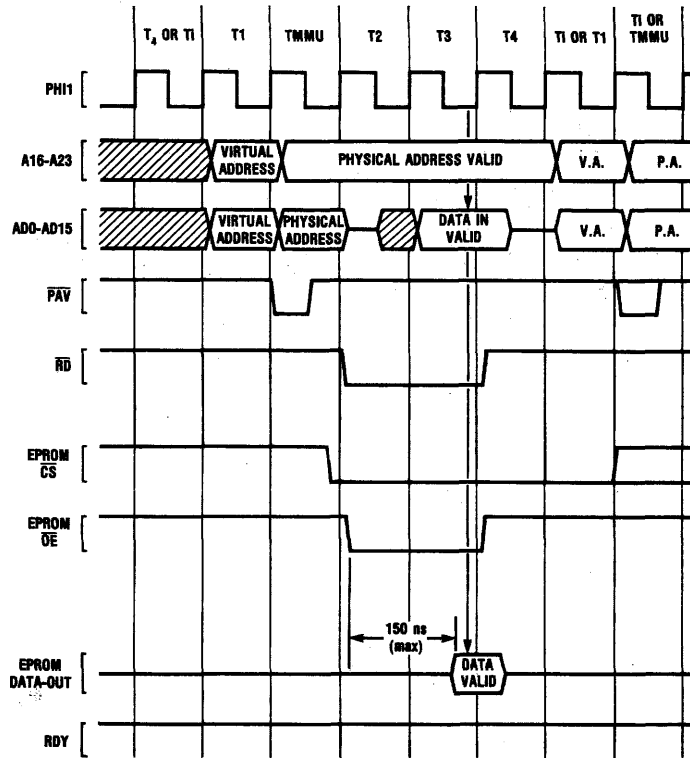 T4 OR Ti T1 TMMU T2 T3 T4 Ti OR T1 Ti OR
TMMU
PHI1
A16-A23
VIRTUAL
ADDRESS
PHYSICAL ADDRESS VALID
V.A.
P.A.
AD0-AD15
VIRTUAL
ADDRESS
PHYSICAL
ADDRESS
DATA IN
VALID
V.A.
P.A.
PAV
RD
EPROM
CS
EPROM
OE
150 ns
(max)
EPROM
DATA-OUT
DATA
VALID
RDY